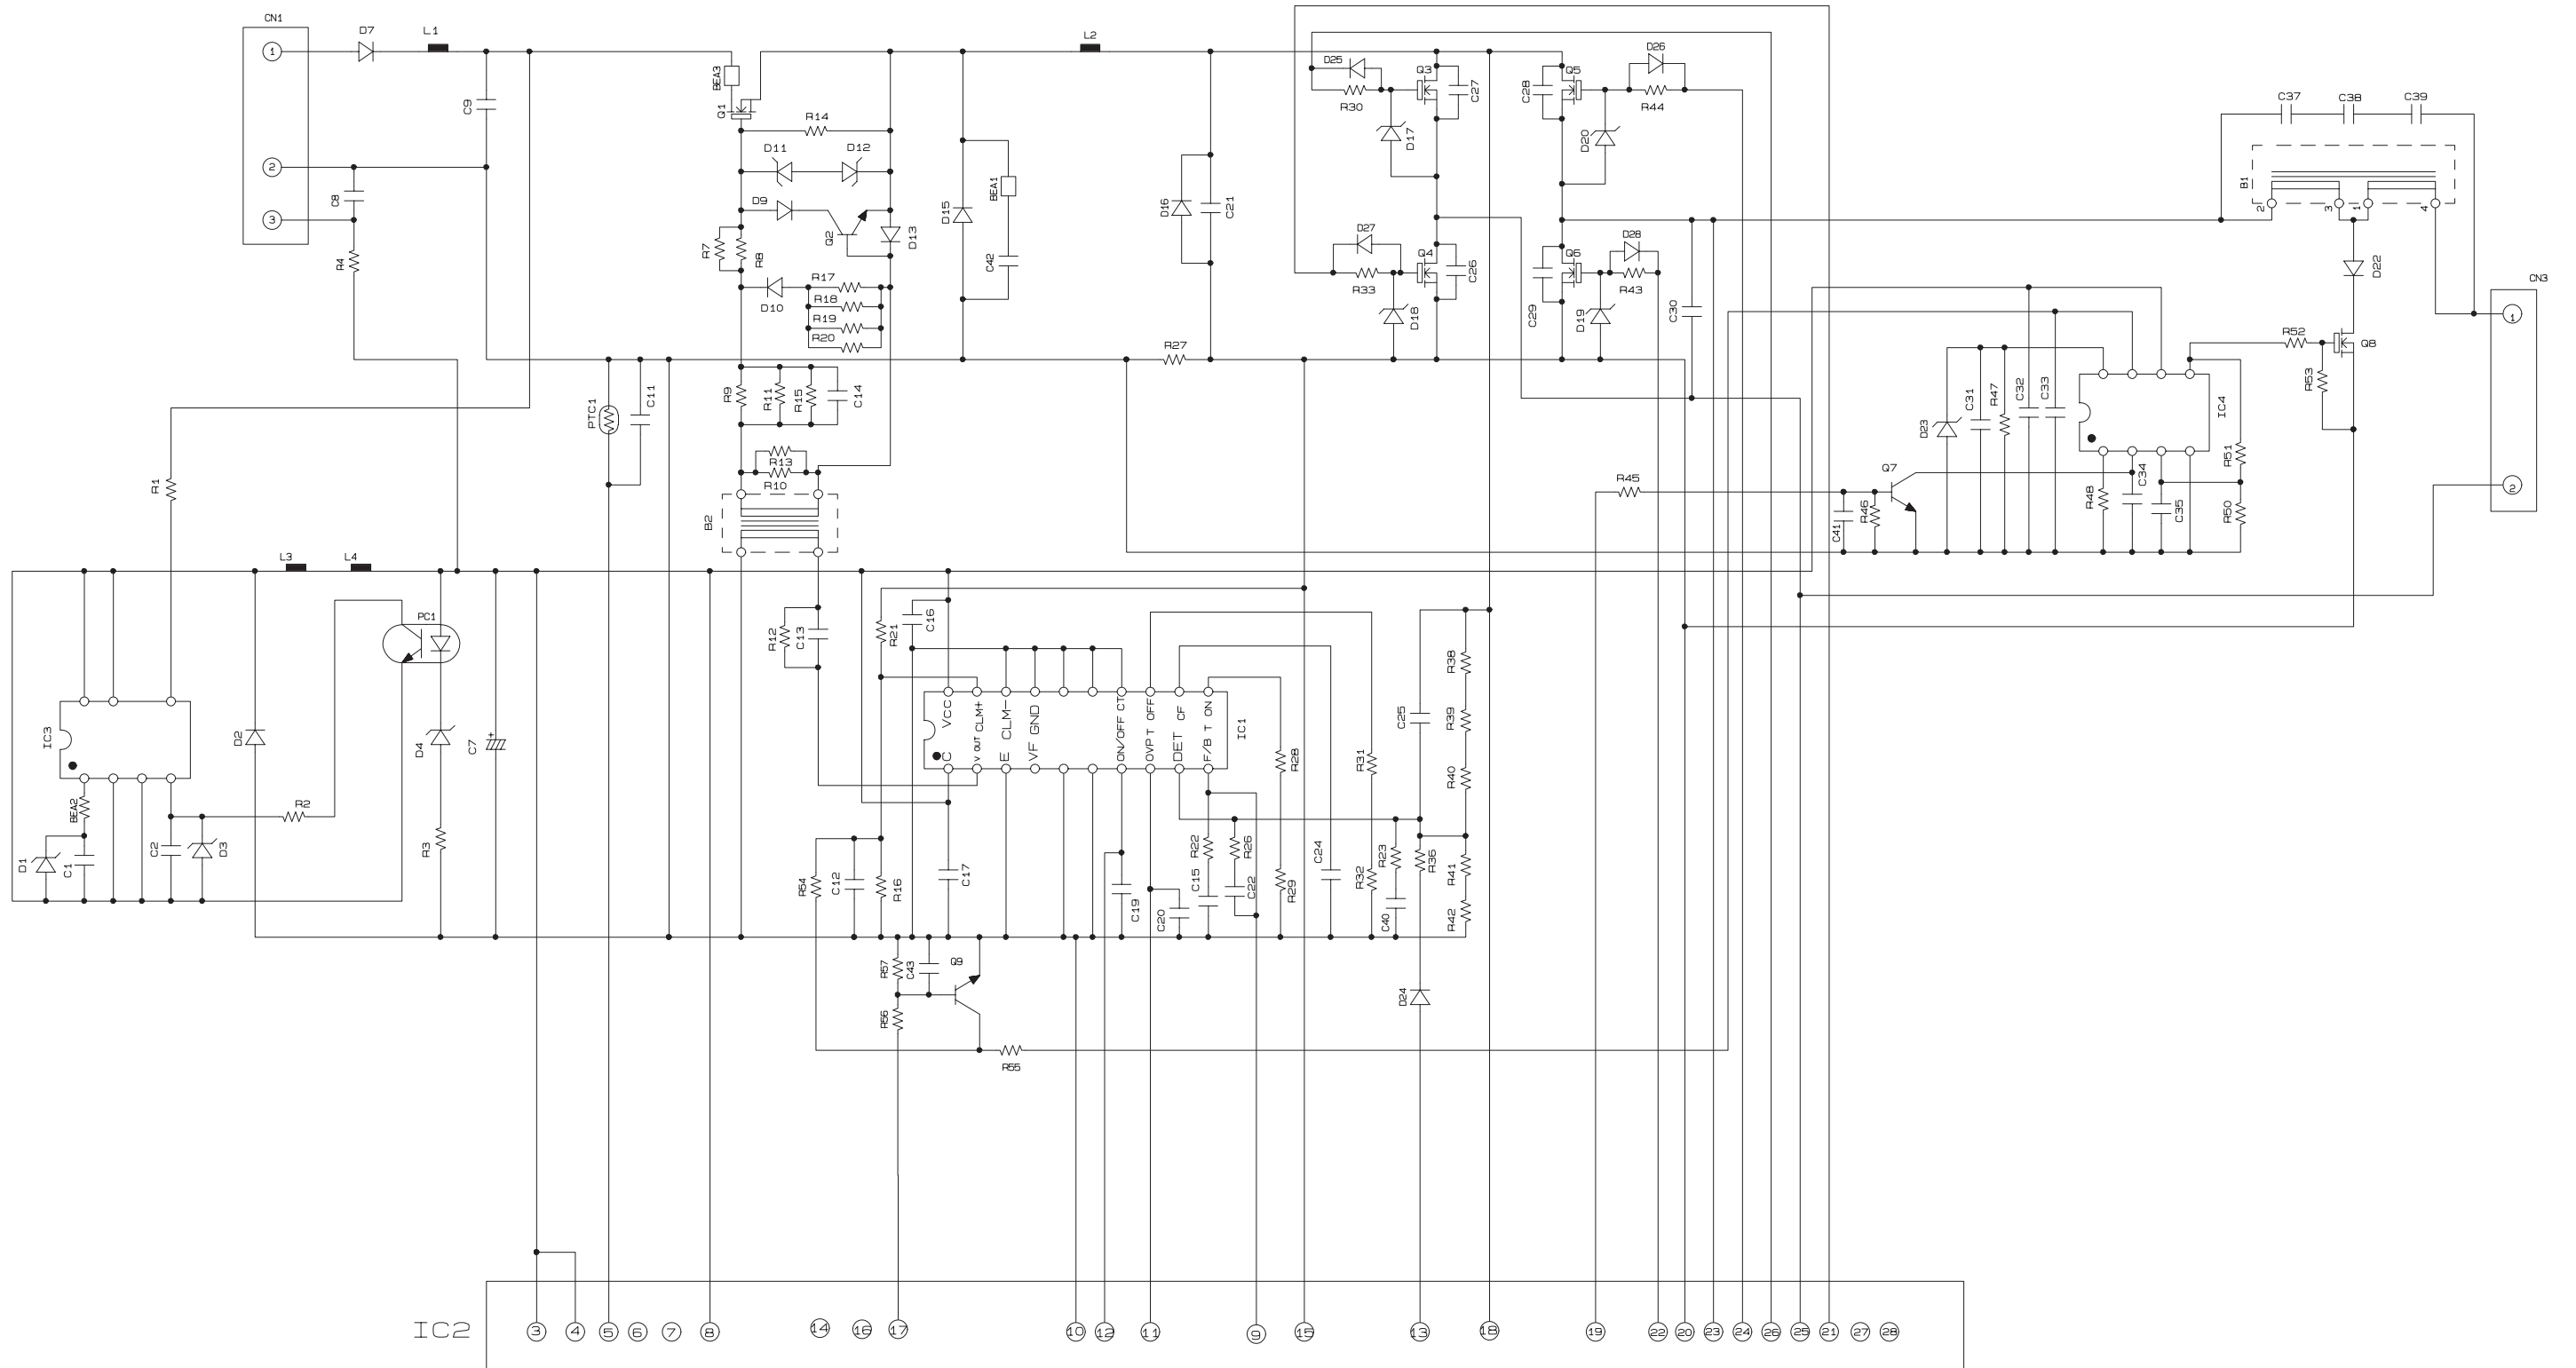 CN1
1
2
3
D7
L1
C9
C8
R4
BEA3
Q1
R14
D11
D12
D9
Q2
D13
R7
R8
D10
R17
R18
R19
R20
D15
BEA1
C42
L2
D16
C21
R27
D25
R30
Q3
C27
D17
D27
R33
Q4
C26
D18
C28
Q5
D26
R44
D20
C29
Q6
D28
R43
D19
C30
C37
C38
C39
B1
2
3
1
4
D22
CN3
1
2
R52
Q8
R53
D23
C31
R47
C32
C33
IC4
R51
R50
Q7
R45
C41
R46
R48
C34
C35
PTC1
C11
R9
R11
R15
C14
R13
R10
B2
R1
L3
L4
PC1
IC3
D2
D4
C7
+
BEA2
R2
R3
D1
C1
C2
D3
R12
C13
R21
C16
C Vcc
V OUT CLM+
E CLM-
VF GND
ON/OFF CT
OVP T OFF
DET CF
F/B T ON
IC1
R28
R31
C25
R38
R39
R40
R54
C12
R16
C17
C19
C20
R22
C15
R26
C22
R29
C24
R32
R23
C40
R36
R41
R42
R57
C43
Q9
R56
R55
D24
IC2
3
4
5
6
7
8
14
16
17
10
12
11
9
15
13
18
19
22
20
23
24
26
25
21
27
28